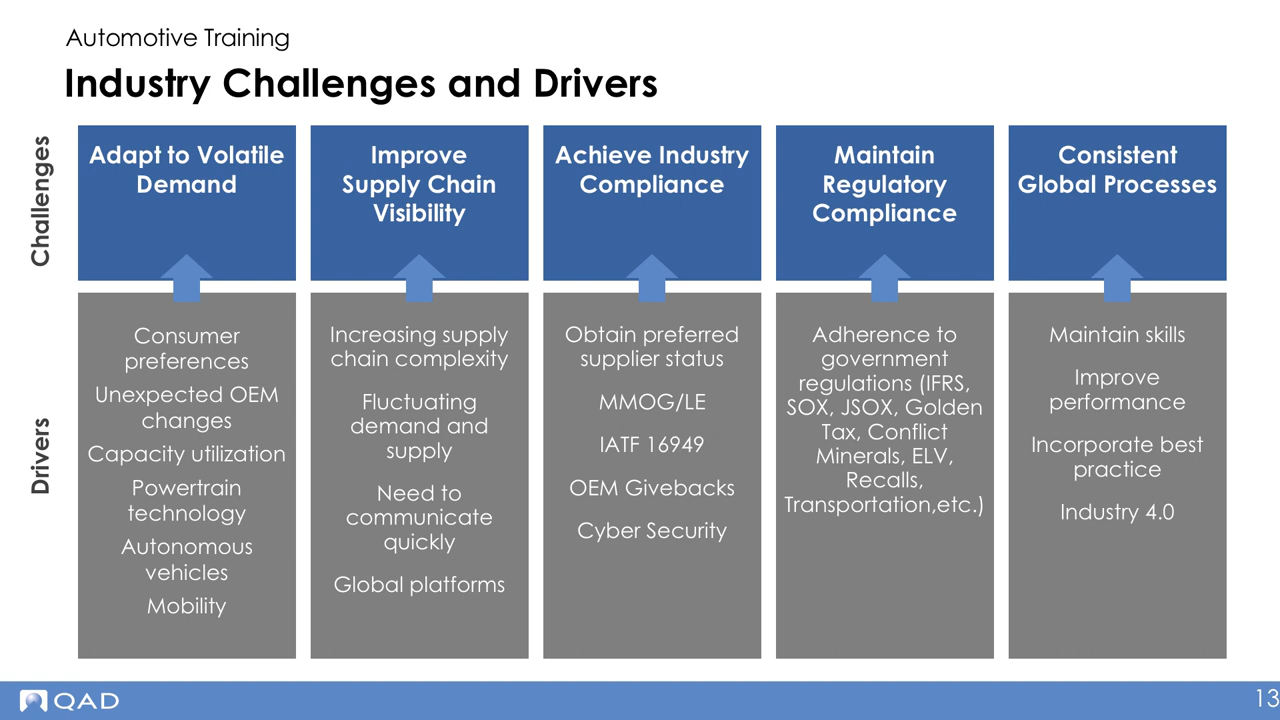 Automotive Training
Industry Challenges and Drivers
Challenges
Adapt to Volatile
Demand
Improve
Supply Chain
Visibility
Achieve Industry
Compliance
Maintain
Regulatory
Compliance
Consistent
Global Processes
Drivers
Consumer
preferences
Unexpected OEM
changes
Capacity utilization
Powertrain
technology
Autonomous
vehicles
Mobility
Increasing supply
chain complexity
Fluctuating
demand and
supply
Need to
communicate
quickly
Global platforms
Obtain preferred
supplier status
MMOG/LE
IATF 16949
OEM Givebacks
Cyber Security
Adherence to
government
regulations (IFRS,
SOX, JSOX, Golden
Tax, Conflict
Minerals, ELV,
Recalls,
Transportation,etc.)
Maintain skills
Improve
performance
Incorporate best
practice
Industry 4.0
QAD
13